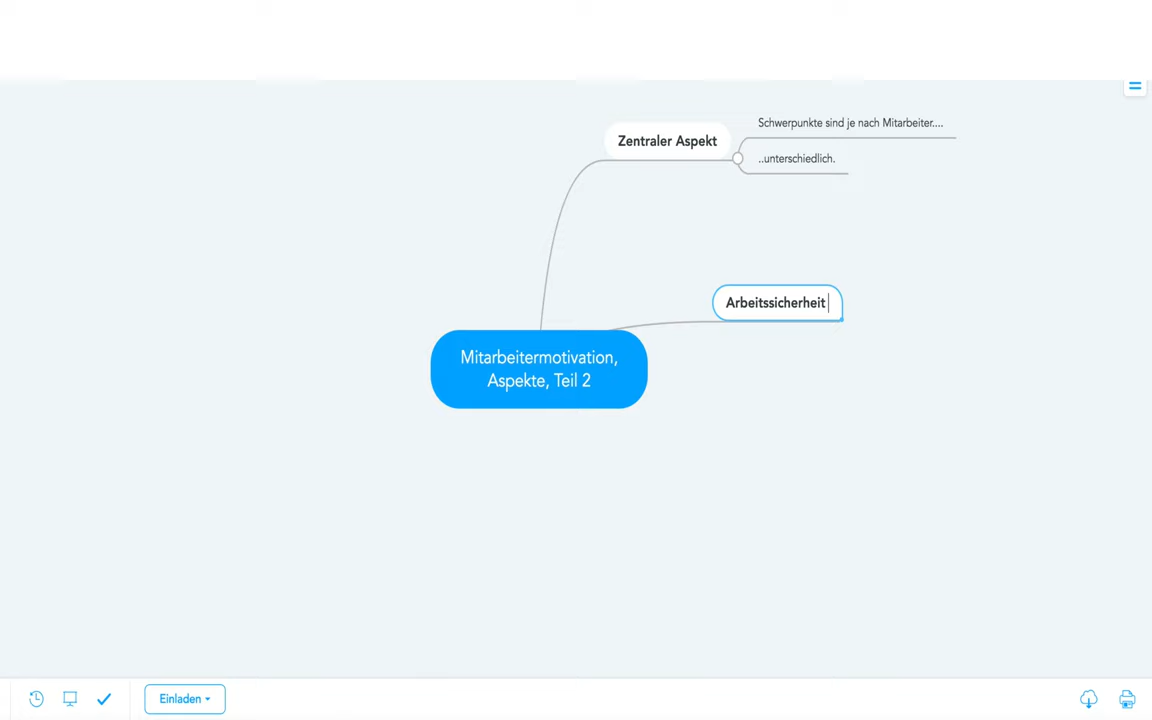 Zentraler Aspekt
Schwerpunkte sind je nach Mitarbeiter....
..unterschiedlich.
Arbeitssicherheit
Mitarbeitermotivation,
Aspekte, Teil 2
Einladen